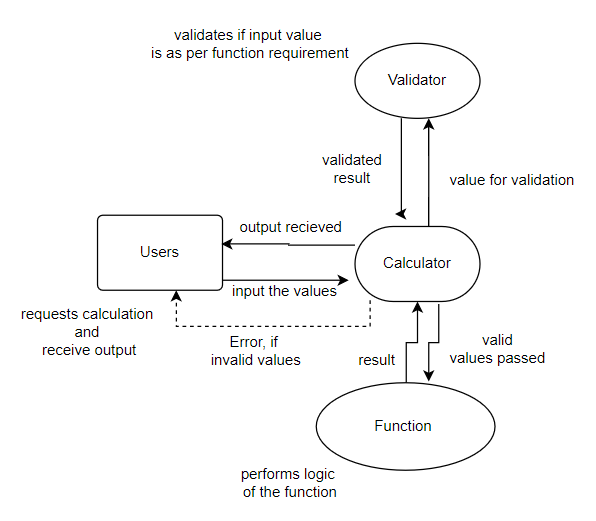 validates if input value
is as per function requirement
Validator
validated
result
value for validation
output recieved
Users
Calculator
input the values
requests calculation
and
receive output
Error, if
invalid values
result
valid
values passed
Function
performs logic
of the function